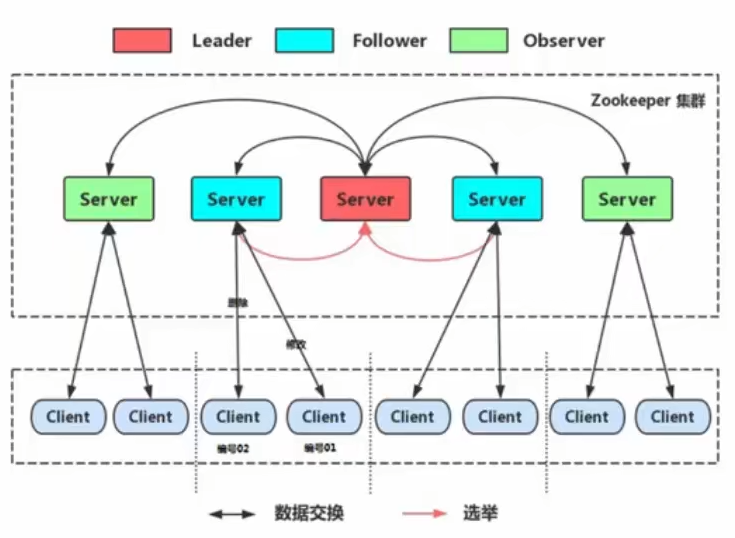 Leader Follower Observer
Zookeeper 集群
Server Server Server Server Server
删除
修改
Client Client Client Client Client Client Client Client
编号02 编号01
数据交换 选举